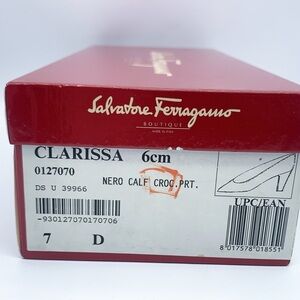 Salvatore Ferragamo
BOUTIQUE
MADE IN ITALY
CLARISSA 6cm
0127070
DS U 39966
NERO CALF CROC.PRT.
UPC/EAN
-930127070170706
7 D
8 017578 018551